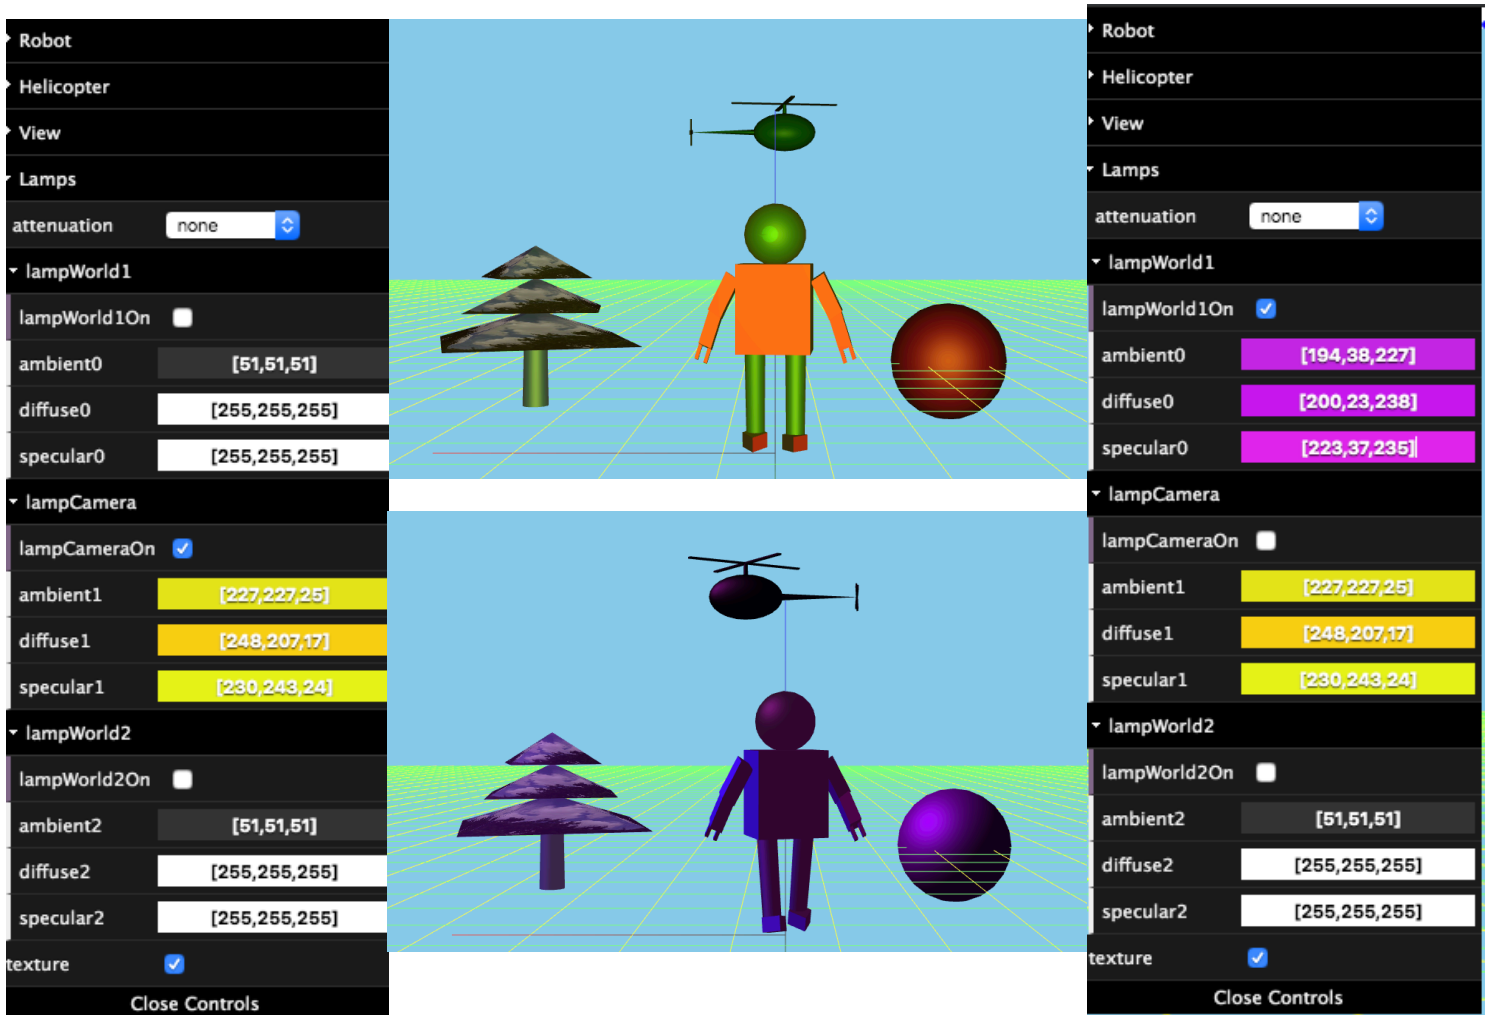 Robot
Helicopter
View
Lamps
attenuation none
lampWorld1
lampWorld1On
ambient0 [51,51,51]
diffuse0 [255,255,255]
specular0 [255,255,255]
lampCamera
lampCameraOn
ambient1 [227,227,25]
diffuse1 [248,207,17]
specular1 [230,243,24]
lampWorld2
lampWorld2On
ambient2 [51,51,51]
diffuse2 [255,255,255]
specular2 [255,255,255]
texture
Close Controls
Robot
Helicopter
View
Lamps
attenuation none
lampWorld1
lampWorld1On
ambient0 [194,38,227]
diffuse0 [200,23,238]
specular0 [223,37,235]
lampCamera
lampCameraOn
ambient1 [227,227,25]
diffuse1 [248,207,17]
specular1 [230,243,24]
lampWorld2
lampWorld2On
ambient2 [51,51,51]
diffuse2 [255,255,255]
specular2 [255,255,255]
texture
Close Controls